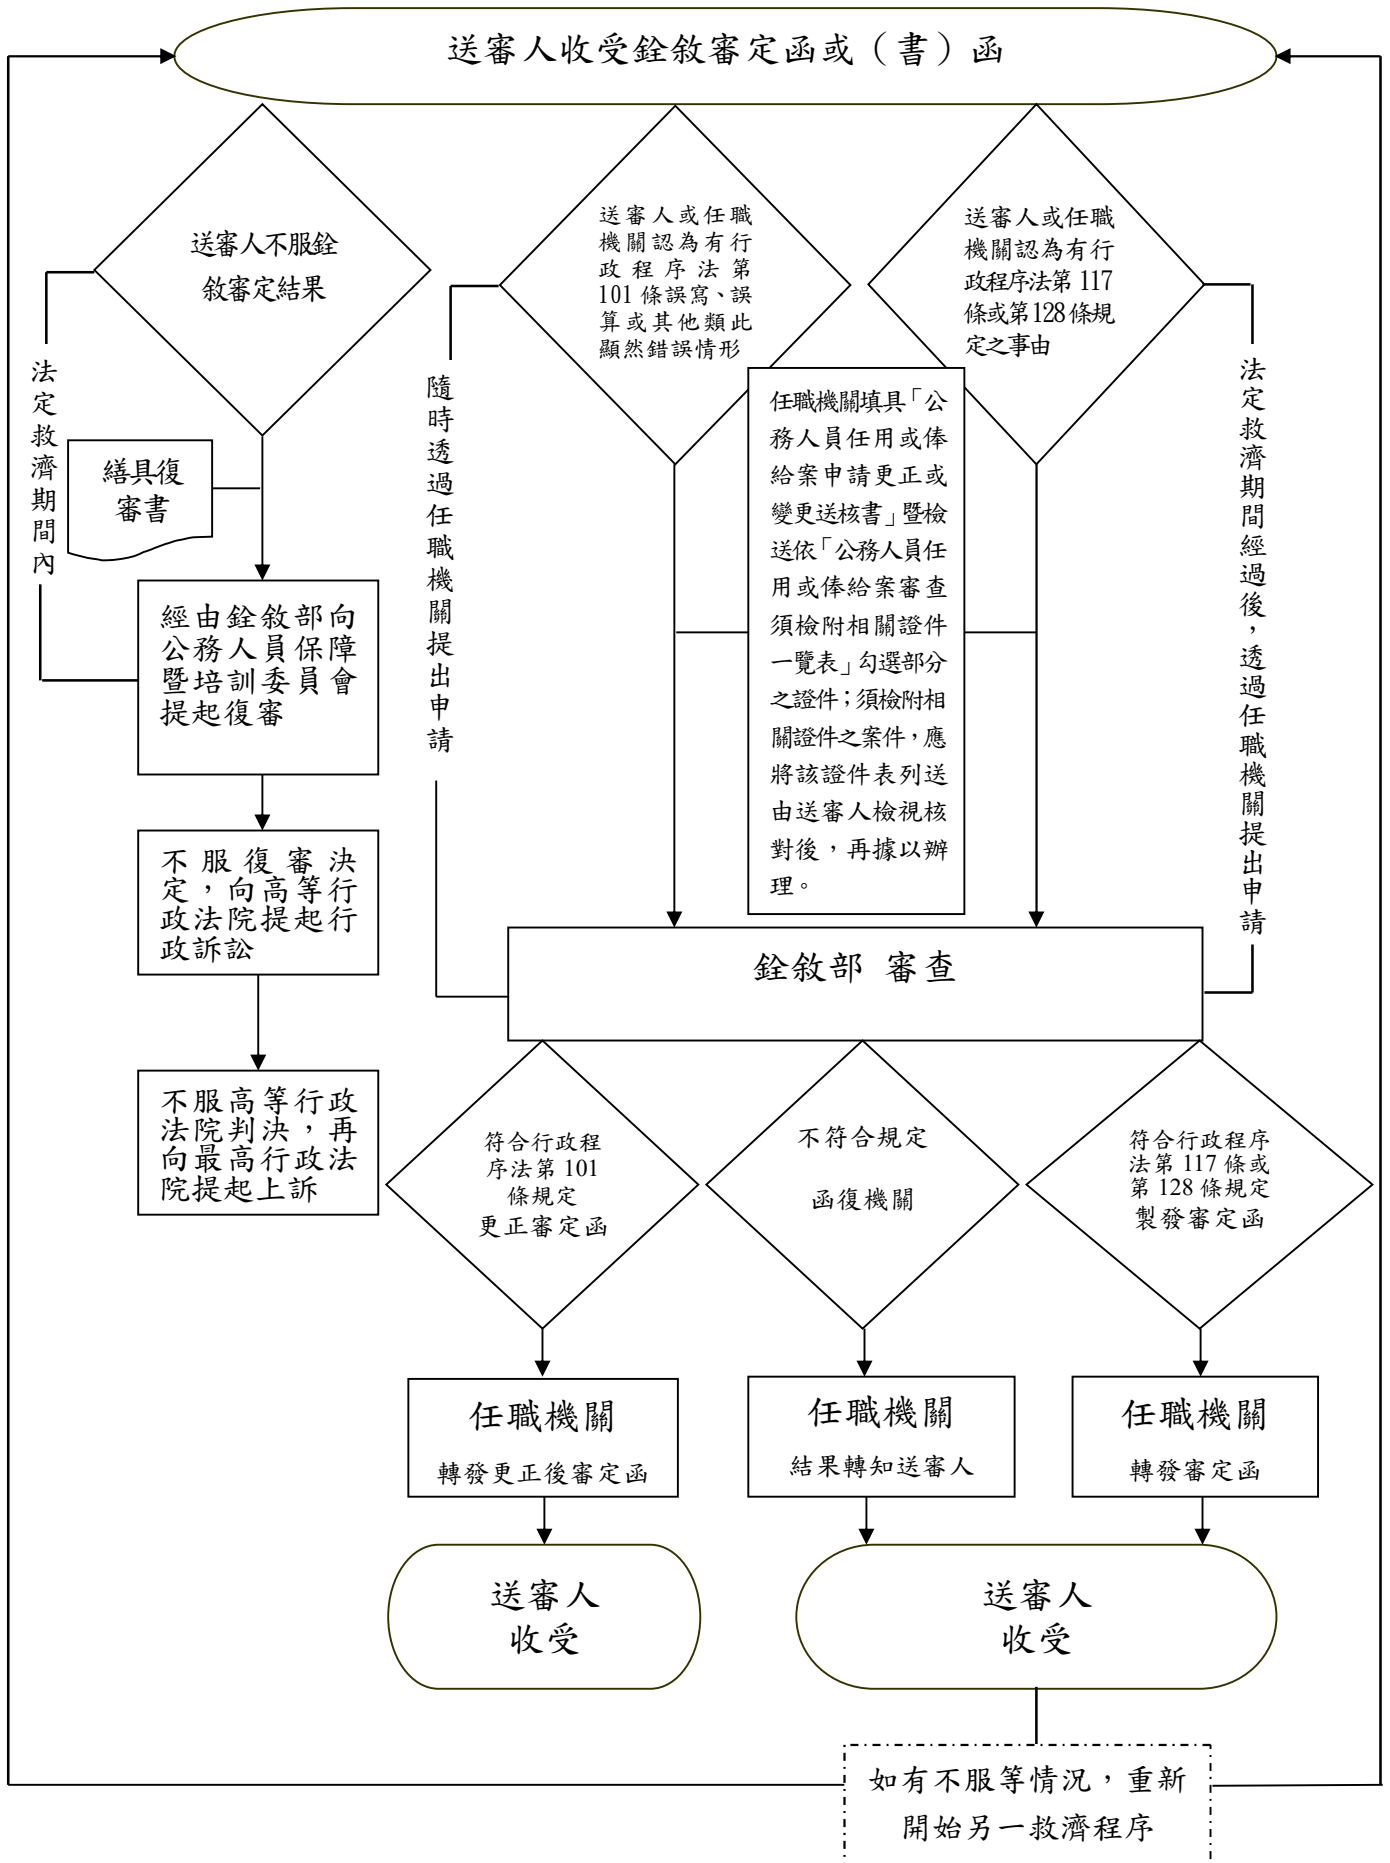 送審人收受銓敘審定函或（書）函
送審人不服銓
敘審定結果
送審人或任職
機關認為有行
政程序法第
101 條誤寫、誤
算或其他類此
顯然錯誤情形
送審人或任職
機關認為有行
政程序法第 117
條或第 128 條規
定之事由
法定救濟期間內
繕具復
審書
隨時透過任職機關提出申請
任職機關填具「公
務人員任用或俸
給案申請更正或
變更送核書」暨檢
送依「公務人員任
用或俸給案審查
須檢附相關證件
一覽表」勾選部分
之證件；須檢附相
關證件之案件，應
將該證件表列送
由送審人檢視核
對後，再據以辦
理。
法定救濟期間經過後，透過任職機關提出申請
經由銓敘部向
公務人員保障
暨培訓委員會
提起復審
不服復審決
定，向高等行
政法院提起行
政訴訟
不服高等行政
法院判決，再
向最高行政法
院提起上訴
銓敘部 審查
符合行政程
序法第 101
條規定
更正審定函
不符合規定
函復機關
符合行政程序
法第 117 條或
第 128 條規定
製發審定函
任職機關
轉發更正後審定函
任職機關
結果轉知送審人
任職機關
轉發審定函
送審人
收受
送審人
收受
如有不服等情況，重新
開始另一救濟程序